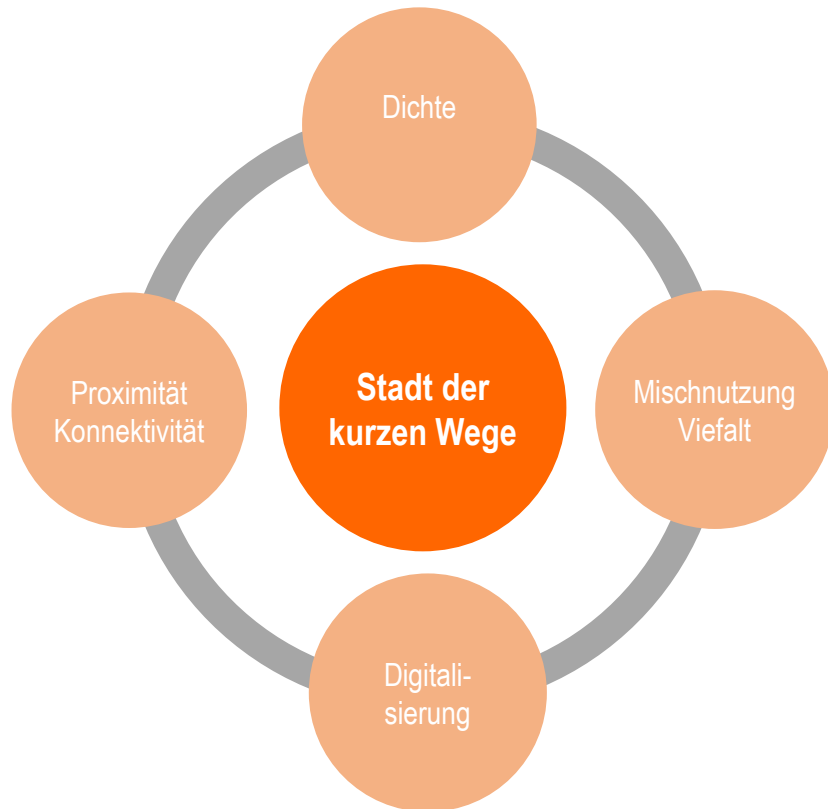 Dichte
Proximität
Konnektivität
Stadt der
kurzen Wege
Mischnutzung
Viefalt
Digitali-
sierung